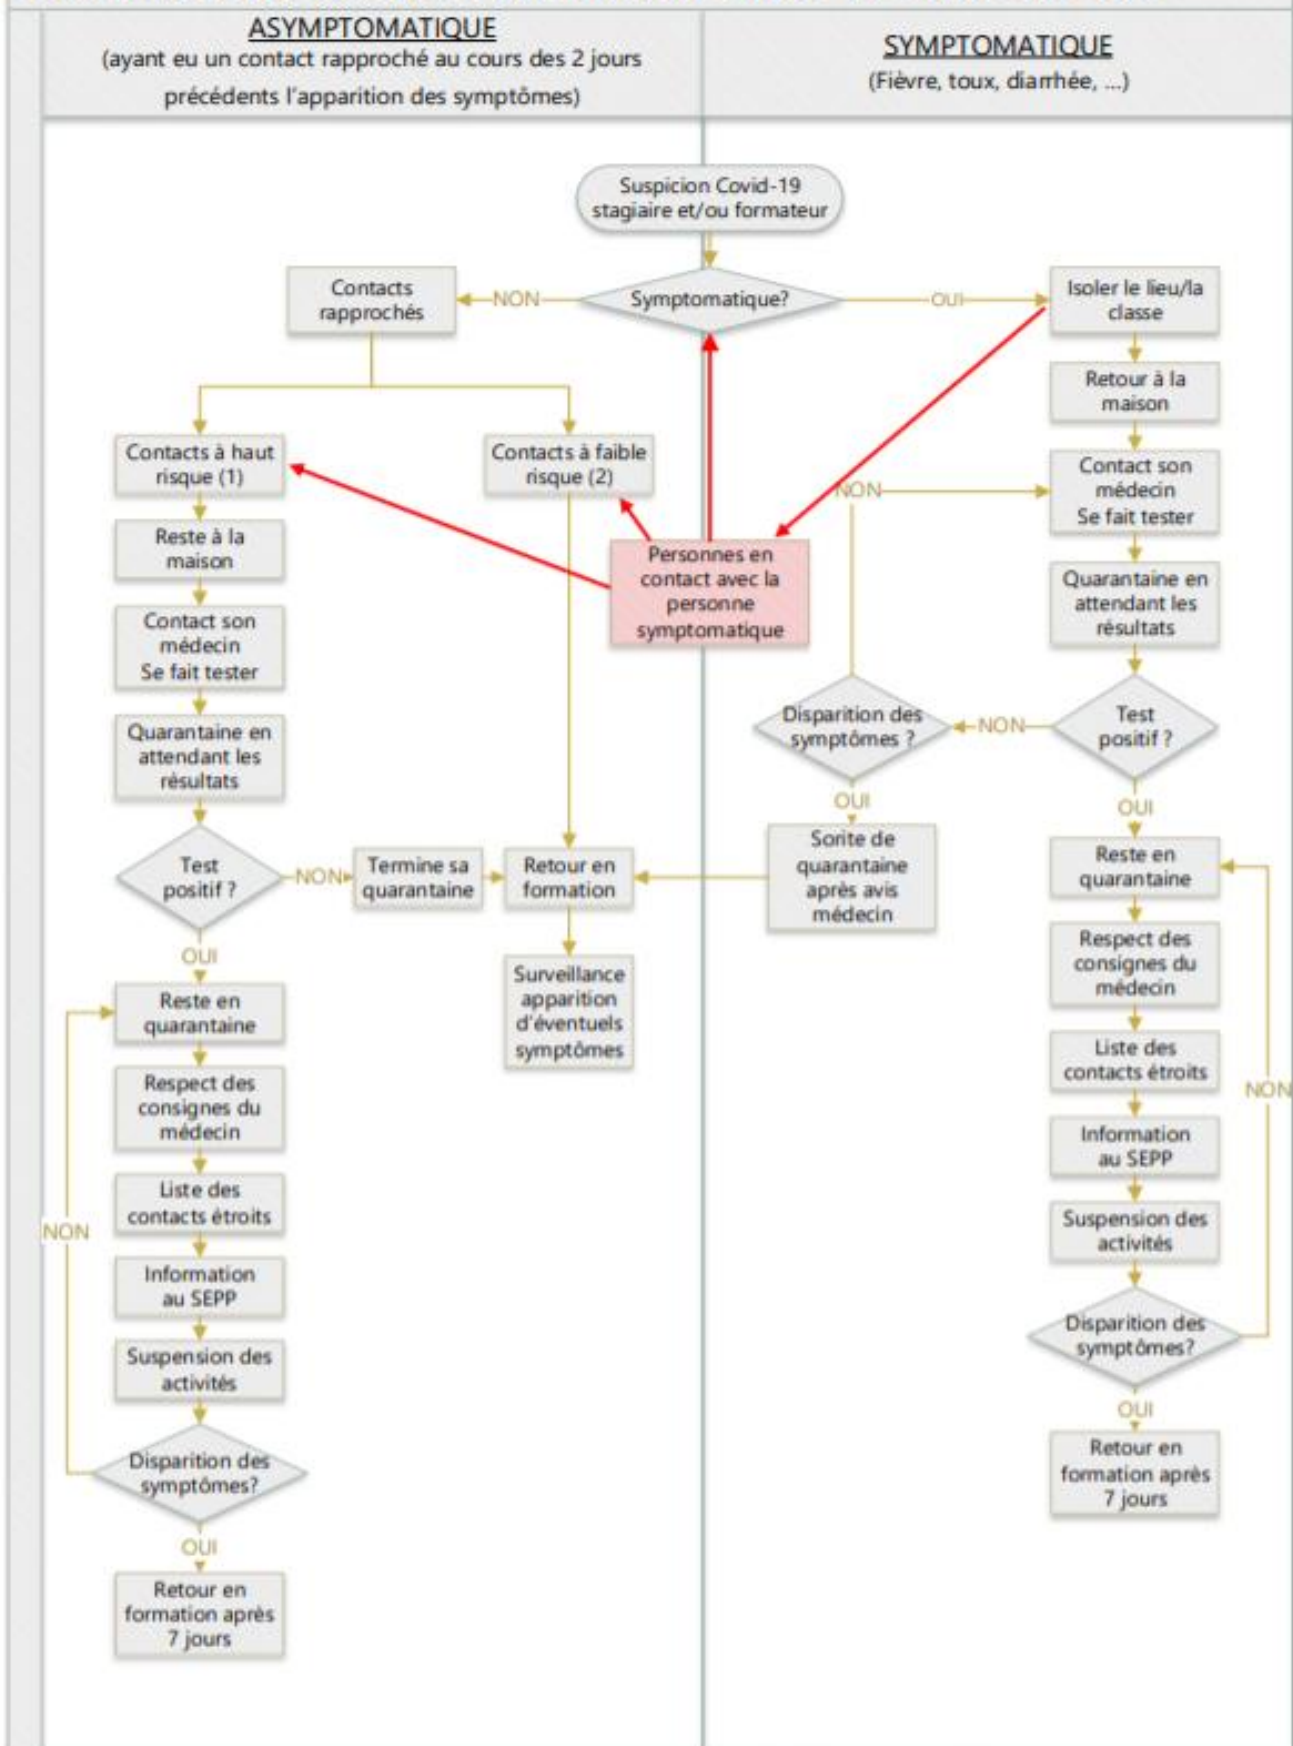 ASYMPTOMATIQUE
(ayant eu un contact rapproché au cours des 2 jours
précédents l'apparition des symptômes)
SYMPTOMATIQUE
(Fièvre, toux, diarrhée, ...)
Suspicion Covid-19
stagiaire et/ou formateur
Contacts
rapprochés
NON
Symptomatique?
OUI
Isoler le lieu/la
classe
Retour à la
maison
Contacts à haut
risque (1)
Contacts à faible
risque (2)
NON
Contact son
médecin
Se fait tester
Reste à la
maison
Personnes en
contact avec la
personne
symptomatique
Quarantaine en
attendant les
résultats
Contact son
médecin
Se fait tester
Disparition des
symptômes ?
NON
Test
positif ?
Quarantaine en
attendant les
résultats
OUI
OUI
Test
positif ?
NON
Termine sa
quarantaine
Retour en
formation
Sorite de
quarantaine
après avis
médecin
Reste en
quarantaine
OUI
Respect des
consignes du
médecin
Reste en
quarantaine
Surveillance
apparition
d'éventuels
symptômes
Liste des
contacts étroits
NON
Respect des
consignes du
médecin
Information
au SEPP
Liste des
contacts étroits
NON
Suspension des
activités
Information
au SEPP
Disparition des
symptômes?
Suspension des
activités
OUI
Disparition des
symptômes?
Retour en
formation après
7 jours
OUI
Retour en
formation après
7 jours